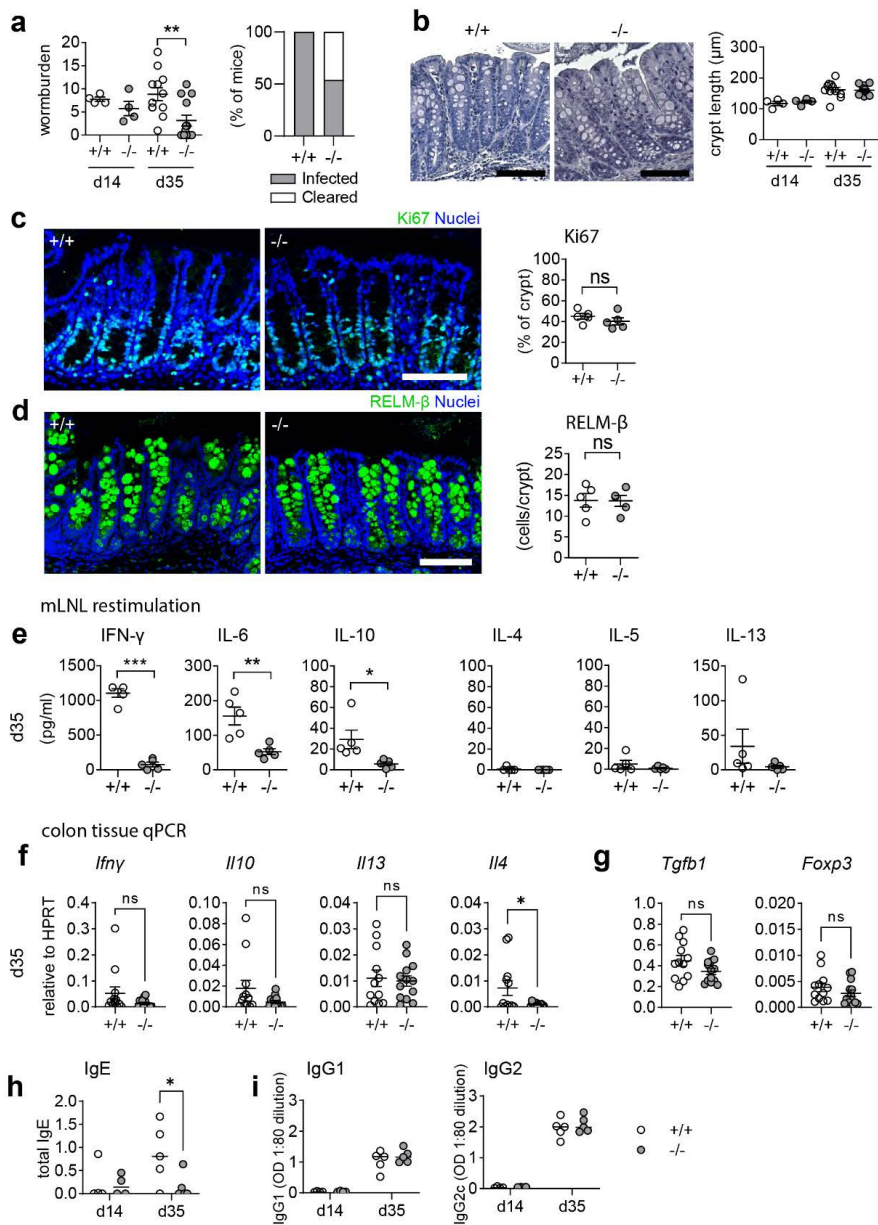 a
wormburden
20
15
10
5
0
**
+/+ -/- +/+ -/-
d14 d35
(% of mice)
100
50
0
+/+ -/-
Infected
Cleared
b
+/+ -/-
crypt length (µm)
300
200
100
0
+/+ -/- +/+ -/-
d14 d35
c
Ki67 Nuclei
+/+ -/-
Ki67
(% of crypt)
100
80
60
40
20
0
ns
+/+ -/-
d
RELM-β Nuclei
+/+ -/-
RELM-β
(cells/crypt)
25
20
15
10
5
0
ns
+/+ -/-
mLNL restimulation
e
d35
IFN-γ
(pg/ml)
1500
1000
500
0
***
+/+ -/-
IL-6
300
200
100
0
**
+/+ -/-
IL-10
100
80
60
40
20
0
*
+/+ -/-
IL-4
100
80
60
40
20
0
+/+ -/-
IL-5
100
80
60
40
20
0
+/+ -/-
IL-13
150
100
50
0
+/+ -/-
colon tissue qPCR
f
d35
Ifnγ
relative to HPRT
0.4
0.3
0.2
0.1
0.0
ns
+/+ -/-
Il10
0.10
0.08
0.06
0.04
0.02
0.00
ns
+/+ -/-
Il13
0.04
0.03
0.02
0.01
0.00
ns
+/+ -/-
Il4
0.04
0.03
0.02
0.01
0.00
*
+/+ -/-
g
Tgfb1
1.0
0.8
0.6
0.4
0.2
0.0
ns
+/+ -/-
Foxp3
0.020
0.015
0.010
0.005
0.000
ns
+/+ -/-
h
IgE
total IgE
2.0
1.5
1.0
0.5
0.0
*
d14 d35
i
IgG1
IgG1 (OD 1:80 dilution)
3
2
1
0
d14 d35
IgG2
IgG2c (OD 1:80 dilution)
3
2
1
0
d14 d35
+/+
-/-